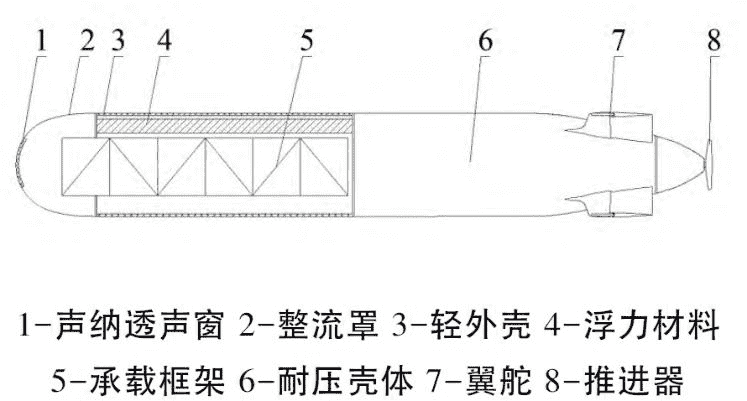 1 2 3 4 5 6 7 8
1-声纳透声窗 2-整流罩 3-轻外壳 4-浮力材料
5-承载框架 6-耐压壳体 7-翼舵 8-推进器